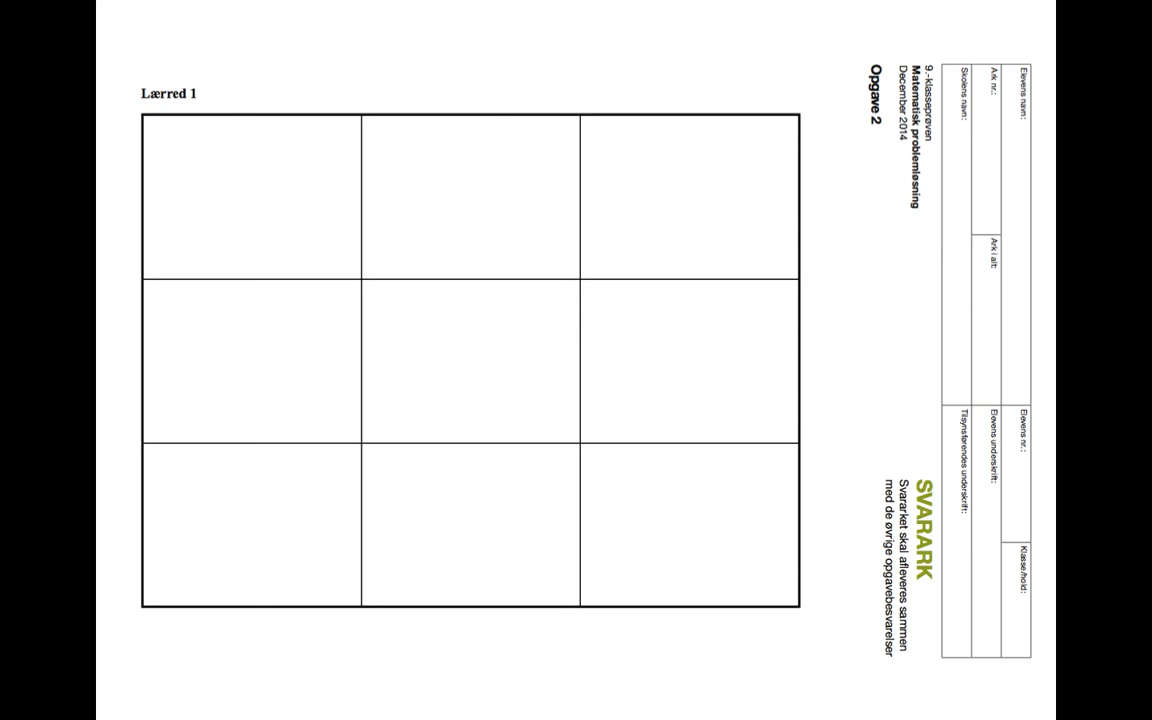 Lærred 1
Elevens navn:
Elevens nr.:
Klasse/hold:
Ark nr.:
Ark i alt:
Elevens underskrift:
Skolens navn:
Tilsynsførendes underskrift:
9.-klasseprøven
Matematisk problemløsning
December 2014
SVARARK
Svararket skal afleveres sammen
med de øvrige opgavebesvarelser
Opgave 2